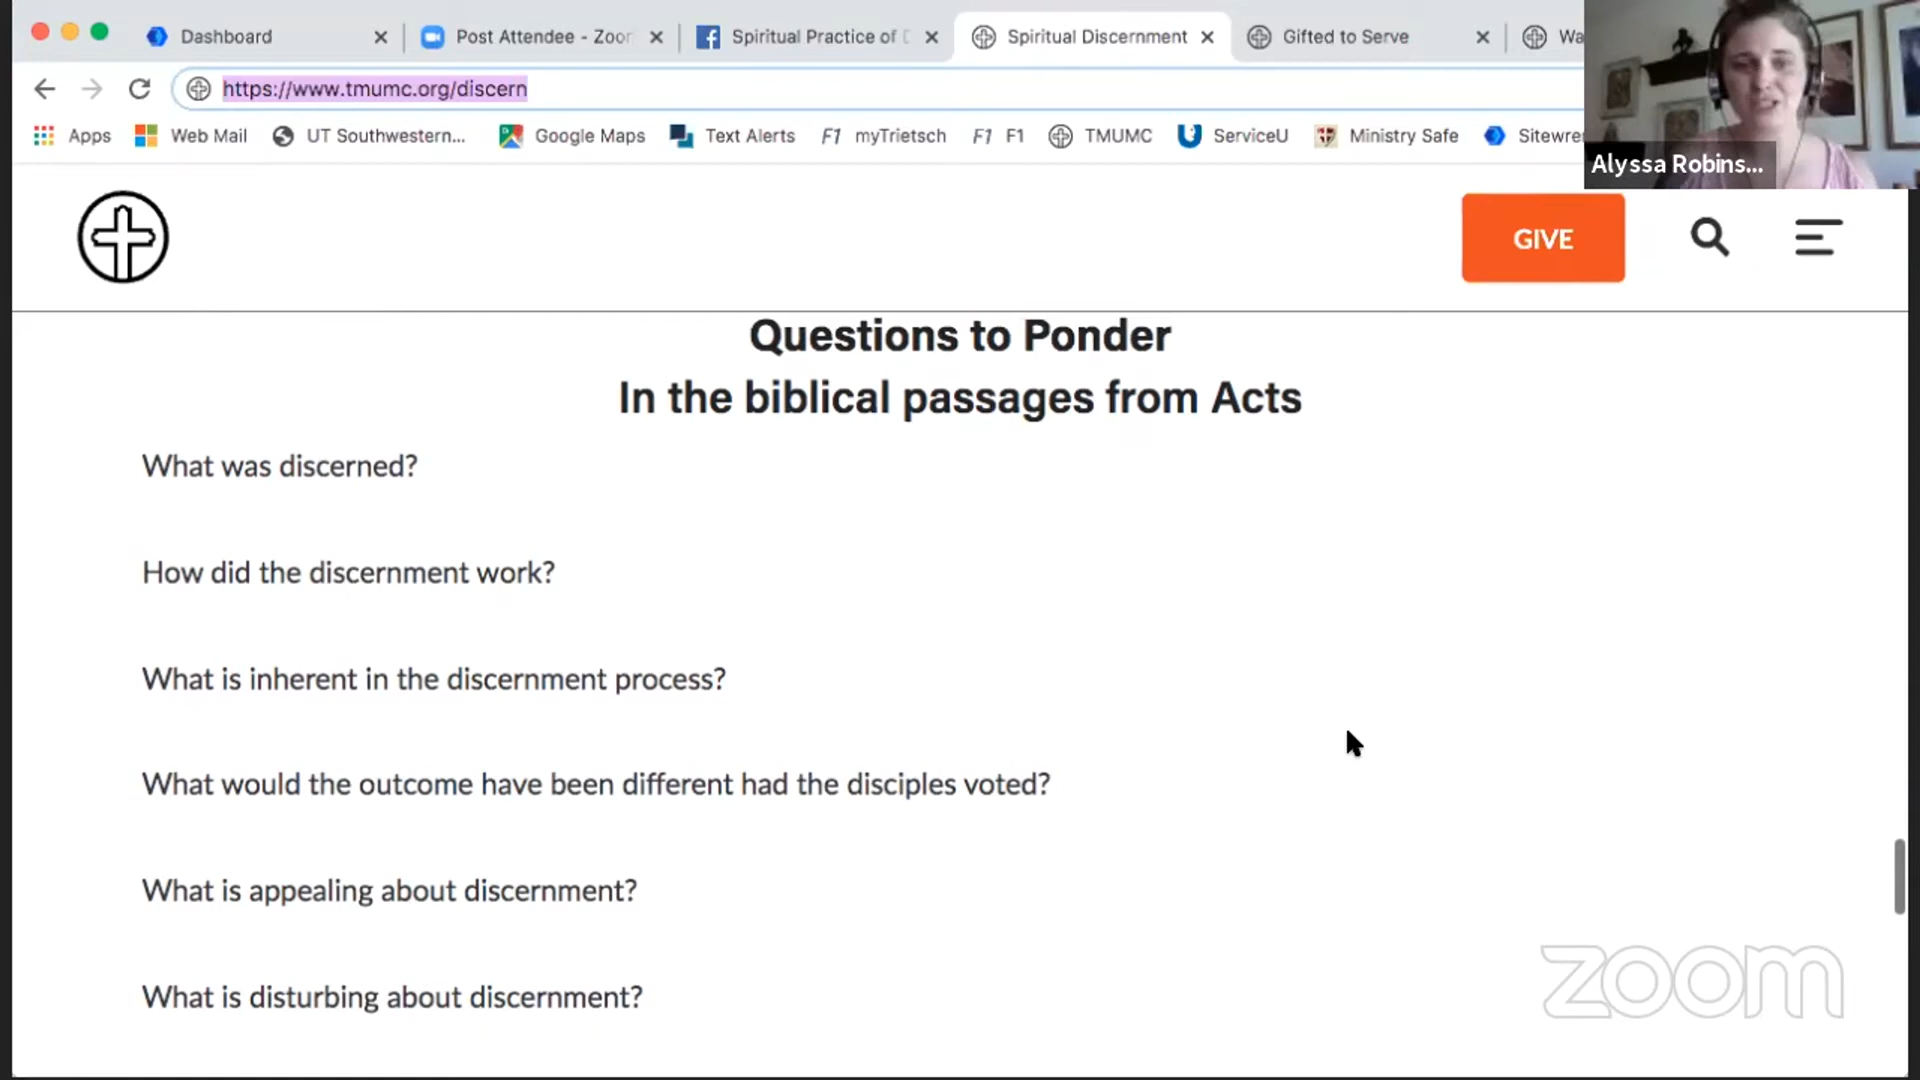 Dashboard
Post Attendee - Zoor
Spiritual Practice of D
Spiritual Discernment
Gifted to Serve
Wa
https://www.tmumc.org/discern
Apps
Web Mail
UT Southwestern...
Google Maps
Text Alerts
F1 myTrietsch
F1 F1
TMUMC
ServiceU
Ministry Safe
Sitewre
Alyssa Robins...
GIVE
Questions to Ponder
In the biblical passages from Acts
What was discerned?
How did the discernment work?
What is inherent in the discernment process?
What would the outcome have been different had the disciples voted?
What is appealing about discernment?
What is disturbing about discernment?
zoom